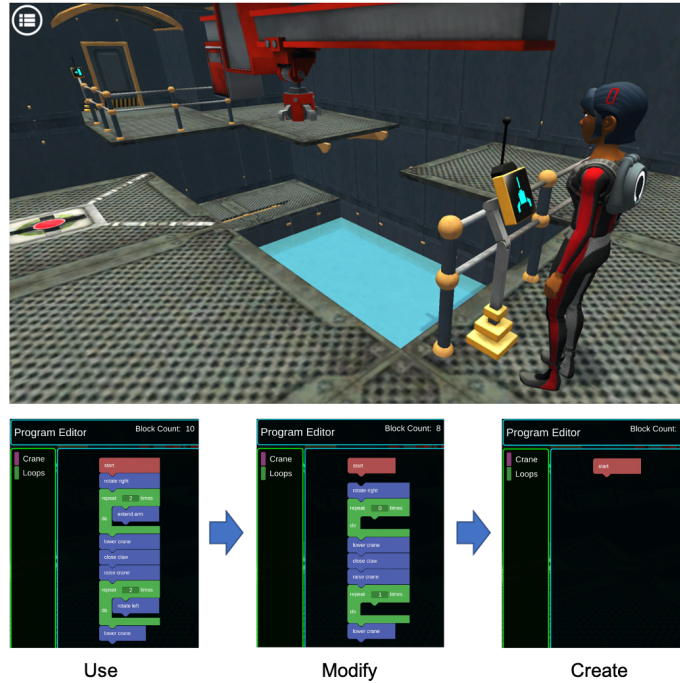 Program Editor
Block Count: 10
Crane
Loops
start
rotate right
repeat 2 times
do
extend arm
lower crane
close claw
raise crane
repeat 2 times
do
rotate left
lower crane
Use
Program Editor
Block Count: 8
Crane
Loops
start
rotate right
repeat 0 times
do
lower crane
close claw
raise crane
repeat 1 times
do
lower crane
Modify
Program Editor
Block Count:
Crane
Loops
start
Create